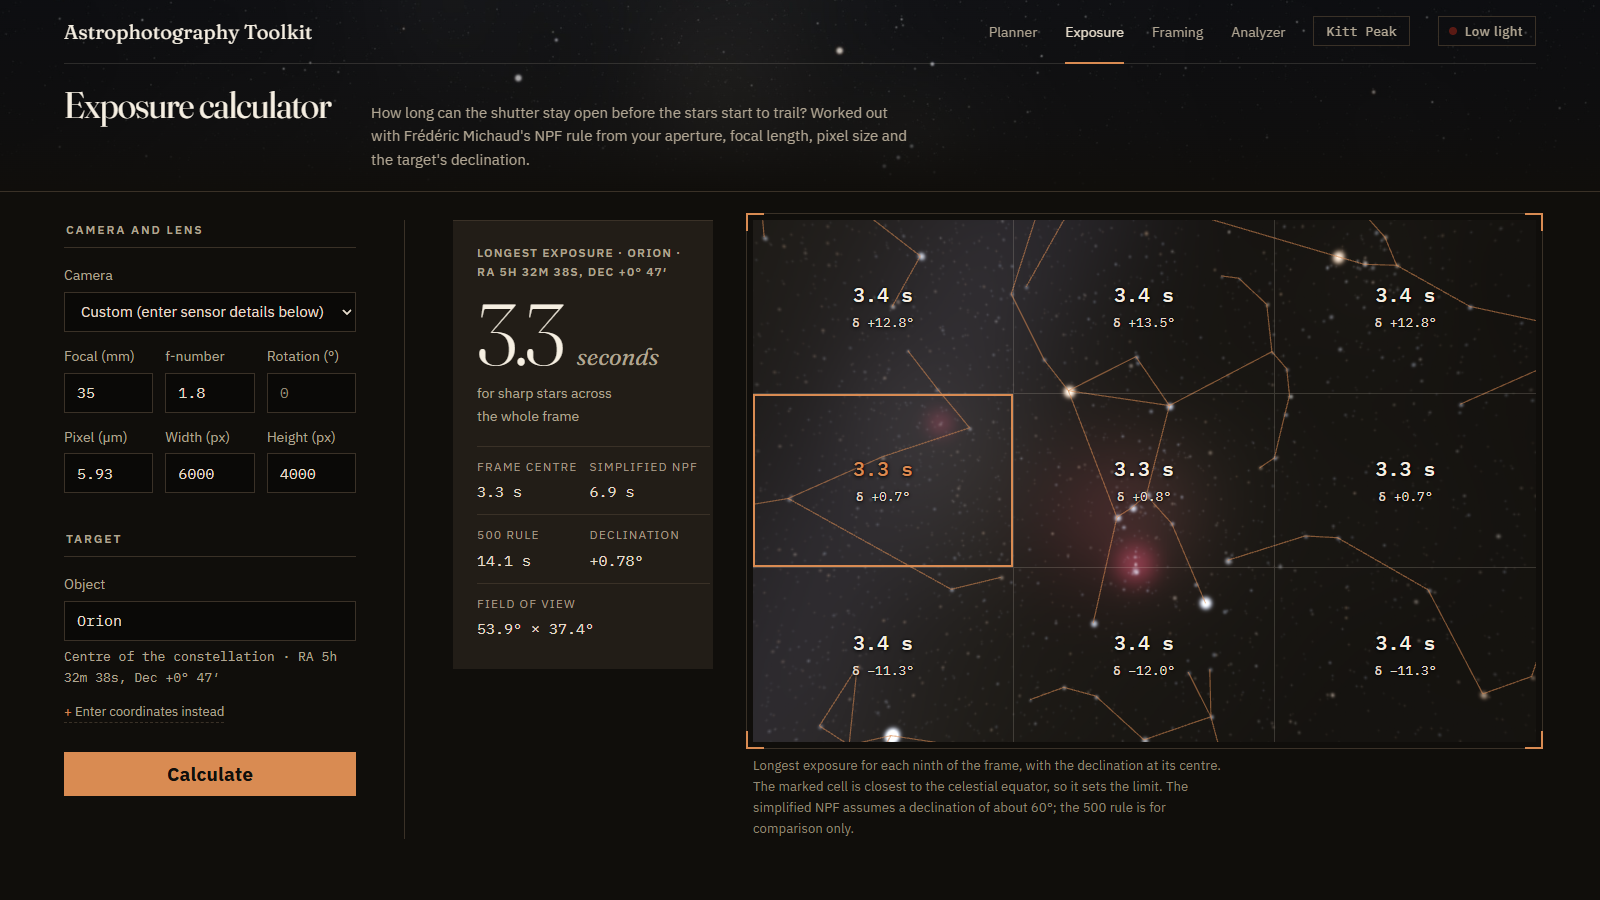 Astrophotography Toolkit
Planner
Exposure
Framing
Analyzer
Kitt Peak
Low light
Exposure calculator
How long can the shutter stay open before the stars start to trail? Worked out
with Frédéric Michaud's NPF rule from your aperture, focal length, pixel size and
the target's declination.
CAMERA AND LENS
Camera
Custom (enter sensor details below)
Focal (mm) f-number Rotation (°)
35 1.8 0
Pixel (µm) Width (px) Height (px)
5.93 6000 4000
TARGET
Object
Orion
Centre of the constellation · RA 5h
32m 38s, Dec +0° 47′
+ Enter coordinates instead
Calculate
LONGEST EXPOSURE · ORION ·
RA 5H 32M 38S, DEC +0° 47′
3.3 seconds
for sharp stars across
the whole frame
FRAME CENTRE SIMPLIFIED NPF
3.3 s 6.9 s
500 RULE DECLINATION
14.1 s +0.78°
FIELD OF VIEW
53.9° × 37.4°
3.4 s 3.4 s 3.4 s
δ +12.8° δ +13.5° δ +12.8°
3.3 s 3.3 s 3.3 s
δ +0.7° δ +0.8° δ +0.7°
3.4 s 3.4 s 3.4 s
δ −11.3° δ −12.0° δ −11.3°
Longest exposure for each ninth of the frame, with the declination at its centre.
The marked cell is closest to the celestial equator, so it sets the limit. The
simplified NPF assumes a declination of about 60°; the 500 rule is for
comparison only.